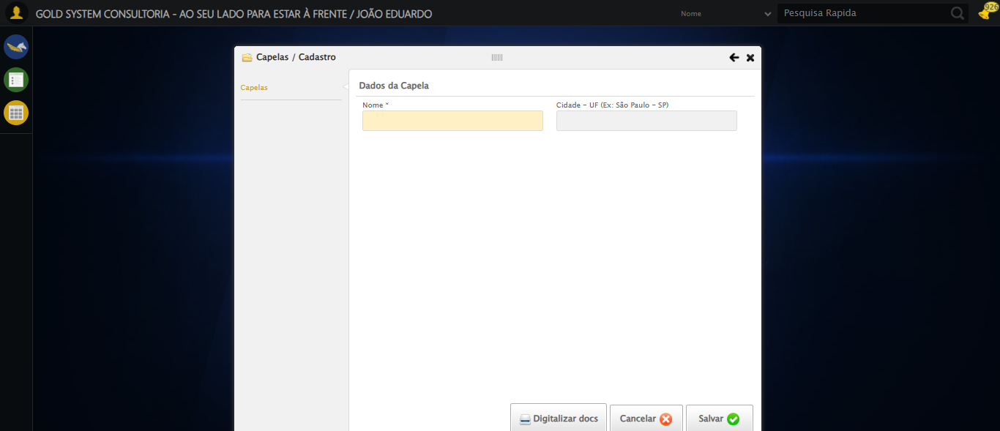 GOLD SYSTEM CONSULTORIA - AO SEU LADO PARA ESTAR À FRENTE / JOÃO EDUARDO
Nome
Pesquisa Rapida
926
Capelas / Cadastro
Capelas
Dados da Capela
Nome *
Cidade - UF (Ex: São Paulo - SP)
Digitalizar docs
Cancelar
Salvar